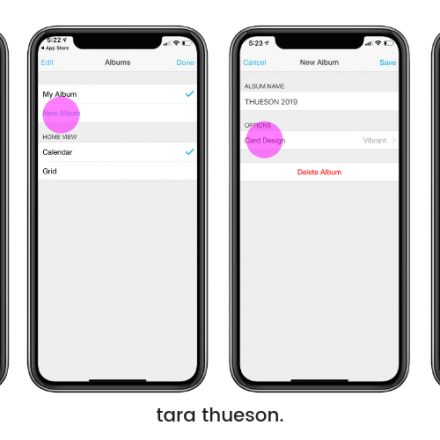 5:22
App Store
Edit Albums Done
My Album
New Album
HOME VIEW
Calendar
Grid
5:23
Cancel New Album Save
ALBUM NAME
THUESON 2019
OPTIONS
Card Design Vibrant
Delete Album
tara thueson.